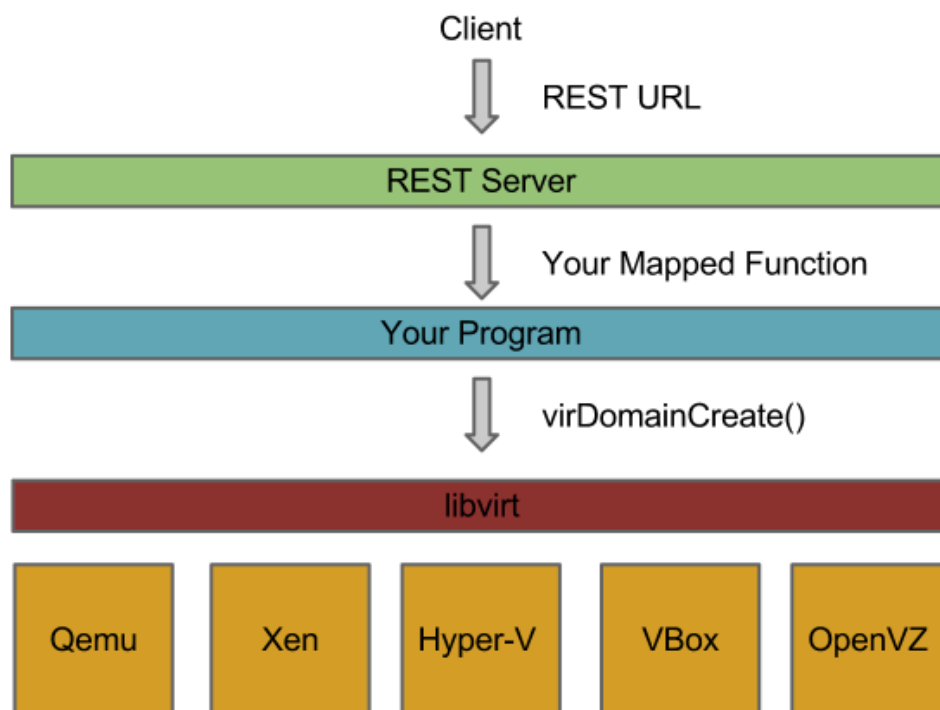 Client
REST URL
REST Server
Your Mapped Function
Your Program
virDomainCreate()
libvirt
Qemu Xen Hyper-V VBox OpenVZ